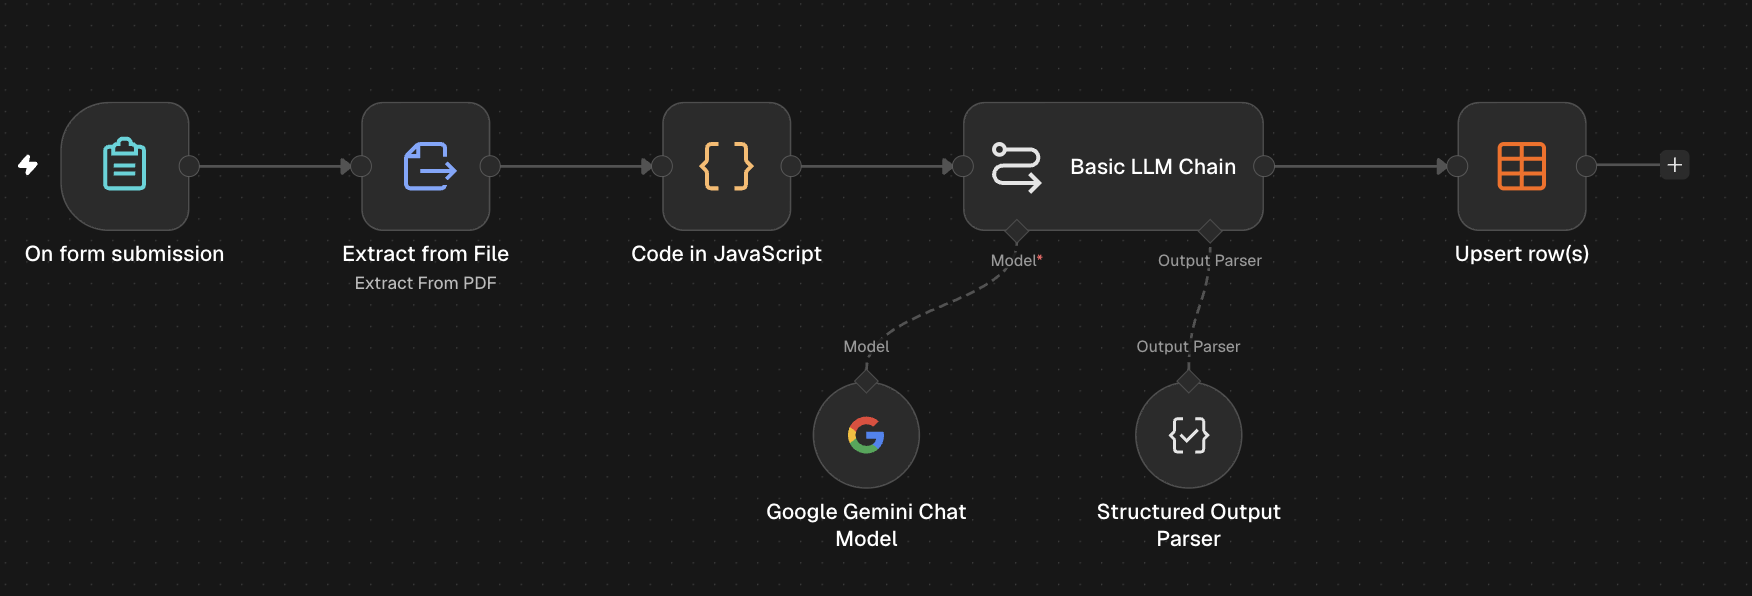 Basic LLM Chain
On form submission
Extract from File
Extract From PDF
Code in JavaScript
Model*
Output Parser
Upsert row(s)
Model
Output Parser
Google Gemini Chat
Model
Structured Output
Parser